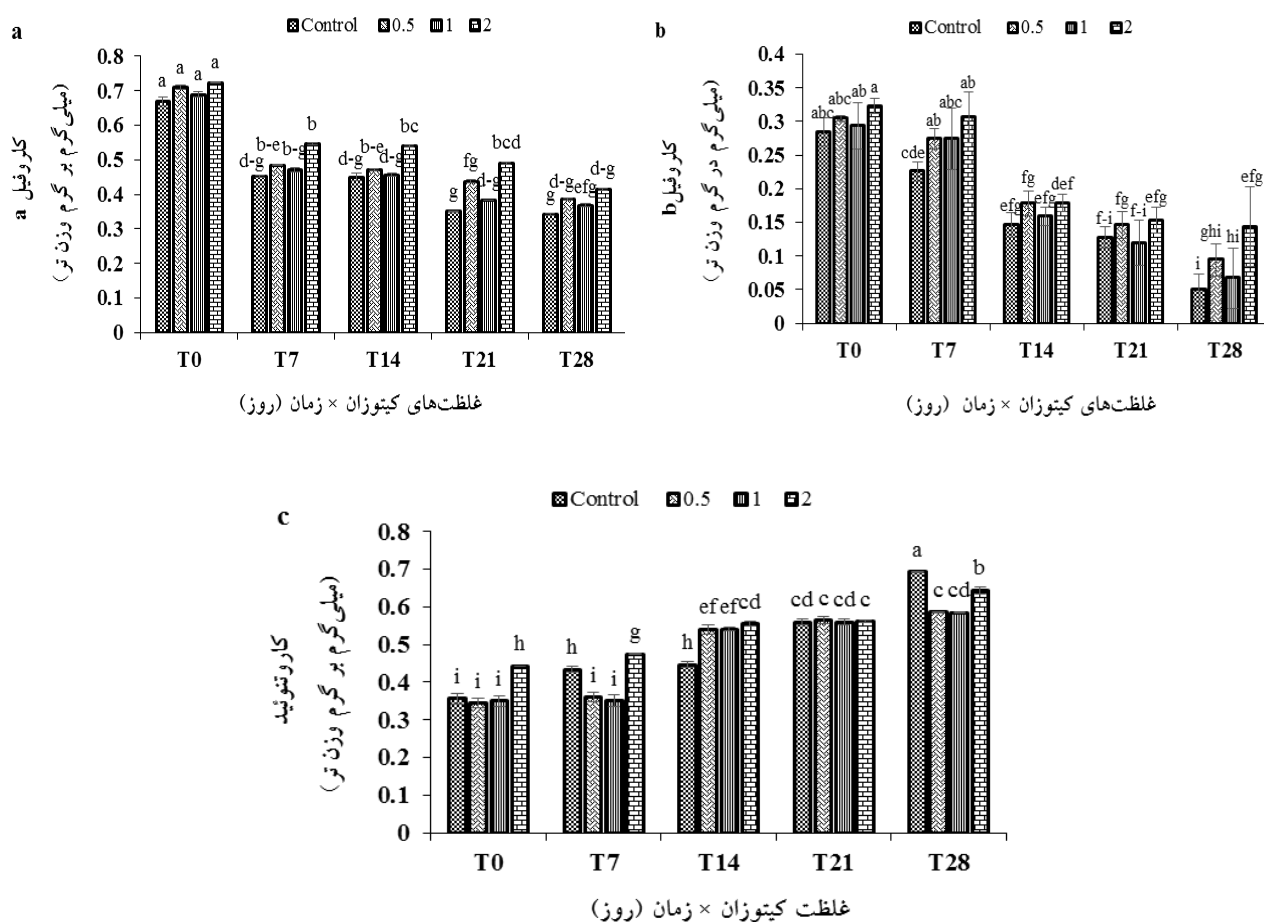 a
Control 0.5 1 2
کلروفیل a
(میلی‌گرم بر گرم وزن تر)
0.8
0.7
0.6
0.5
0.4
0.3
0.2
0.1
0
a a a a
d-g b-e b-g b
d-g b-e d-g bc
g fg d-g bcd
g d-g efg d-g
T0 T7 T14 T21 T28
غلظت‌های کیتوزان × زمان (روز)
b
Control 0.5 1 2
کلروفیل b
(میلی‌گرم در گرم وزن تر)
0.4
0.35
0.3
0.25
0.2
0.15
0.1
0.05
0
abc abc ab a
cde ab abc ab
efg fg efg def
f-i fg f-i efg
i ghi hi efg
T0 T7 T14 T21 T28
غلظت‌های کیتوزان × زمان (روز)
c
Control 0.5 1 2
کاروتنوئید
(میلی‌گرم بر گرم وزن تر)
0.8
0.7
0.6
0.5
0.4
0.3
0.2
0.1
0
i i i h
h i i g
h ef ef cd
cd c cd c
a c cd b
T0 T7 T14 T21 T28
غلظت کیتوزان × زمان (روز)